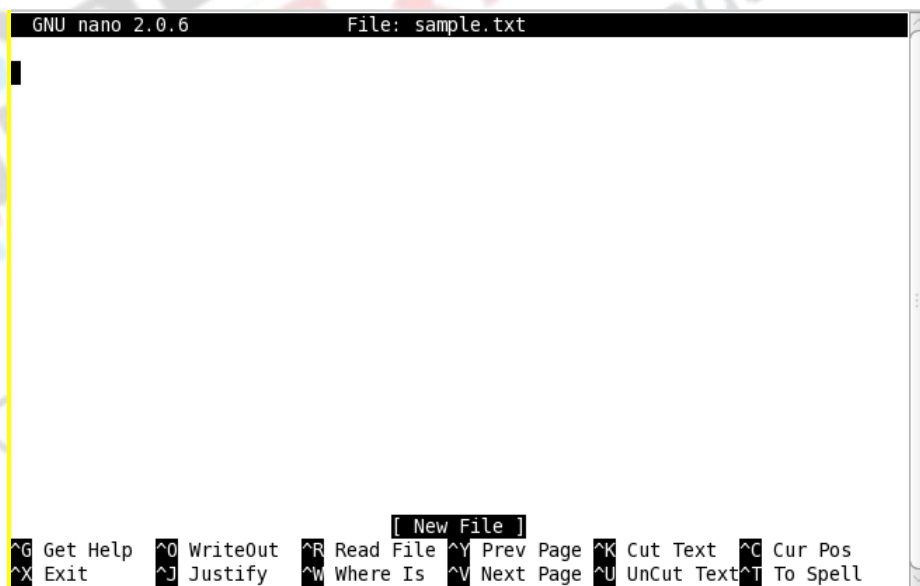 GNU nano 2.0.6 File: sample.txt
[ New File ]
^G Get Help ^O WriteOut ^R Read File ^Y Prev Page ^K Cut Text ^C Cur Pos
^X Exit ^J Justify ^W Where Is ^V Next Page ^U UnCut Text ^T To Spell